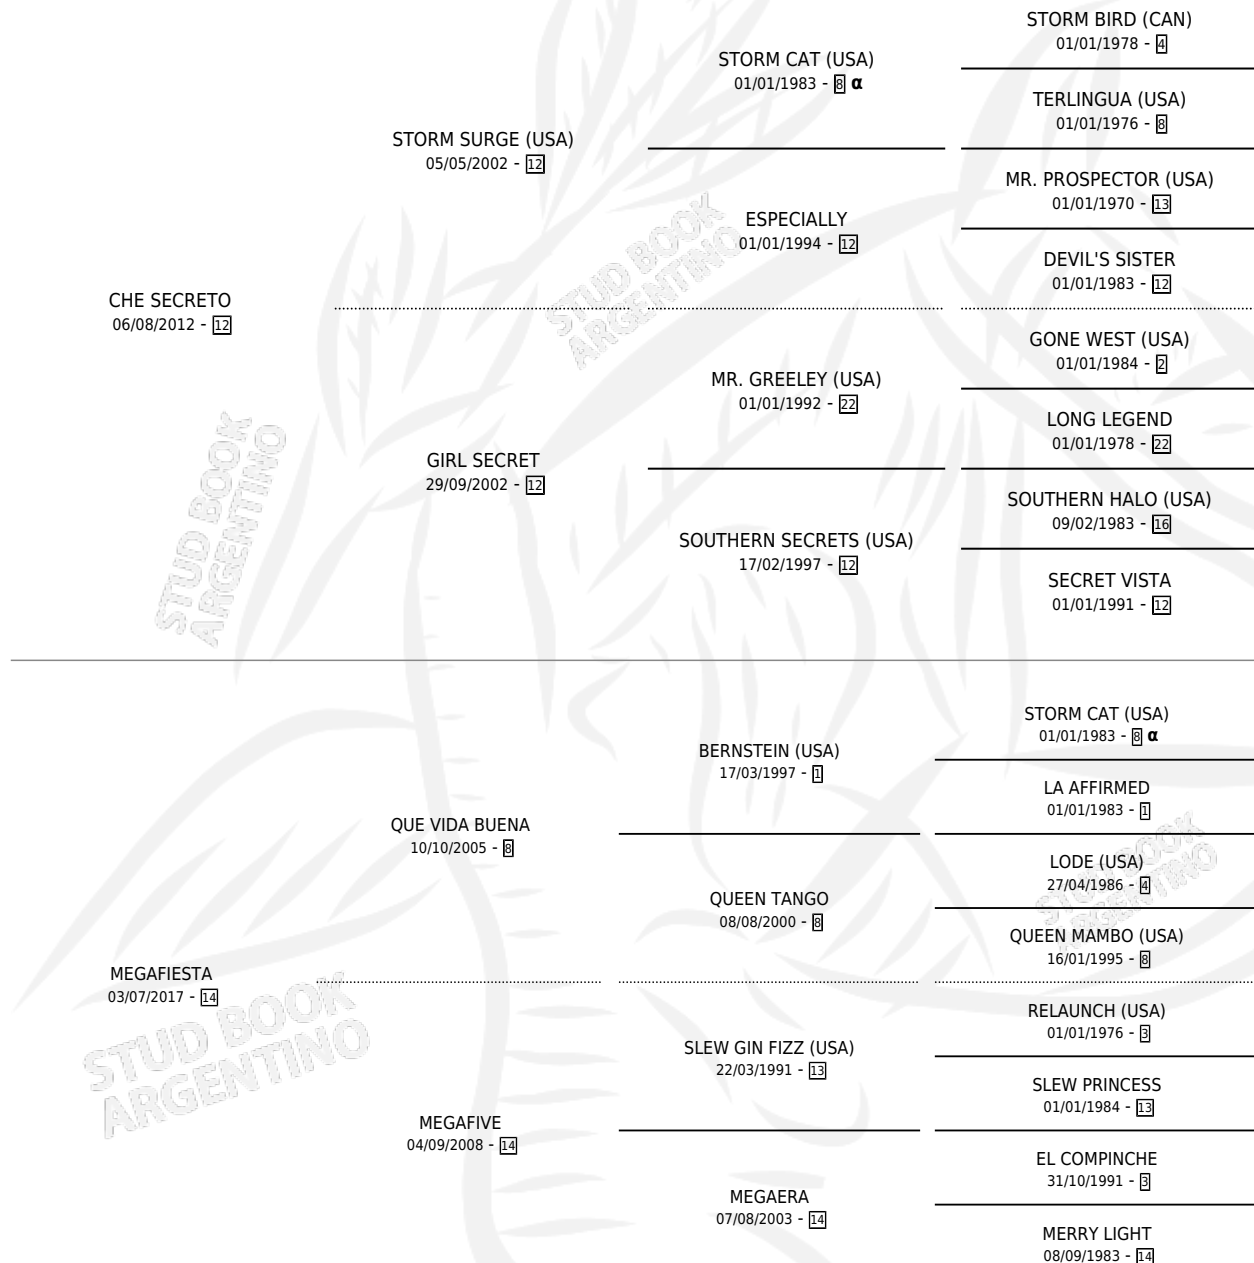 STORM BIRD (CAN)
01/01/1978 - 4
STORM CAT (USA)
01/01/1983 - 8 α
TERLINGUA (USA)
01/01/1976 - 8
STORM SURGE (USA)
05/05/2002 - 12
MR. PROSPECTOR (USA)
01/01/1970 - 13
ESPECIALLY
01/01/1994 - 12
DEVIL'S SISTER
01/01/1983 - 12
CHE SECRETO
06/08/2012 - 12
GONE WEST (USA)
01/01/1984 - 2
MR. GREELEY (USA)
01/01/1992 - 22
LONG LEGEND
01/01/1978 - 22
GIRL SECRET
29/09/2002 - 12
SOUTHERN HALO (USA)
09/02/1983 - 16
SOUTHERN SECRETS (USA)
17/02/1997 - 12
SECRET VISTA
01/01/1991 - 12
STORM CAT (USA)
01/01/1983 - 8 α
BERNSTEIN (USA)
17/03/1997 - 1
LA AFFIRMED
01/01/1983 - 1
QUE VIDA BUENA
10/10/2005 - 8
LODE (USA)
27/04/1986 - 4
QUEEN TANGO
08/08/2000 - 8
QUEEN MAMBO (USA)
16/01/1995 - 8
MEGAFIESTA
03/07/2017 - 14
RELAUNCH (USA)
01/01/1976 - 3
SLEW GIN FIZZ (USA)
22/03/1991 - 13
SLEW PRINCESS
01/01/1984 - 13
MEGAFIVE
04/09/2008 - 14
EL COMPINCHE
31/10/1991 - 3
MEGAERA
07/08/2003 - 14
MERRY LIGHT
08/09/1983 - 14
STUD BOOK
ARGENTINO
STUD BOOK
ARGENTINO
STUD BOOK
ARGENTINO
STUD BOOK
ARGENTINO